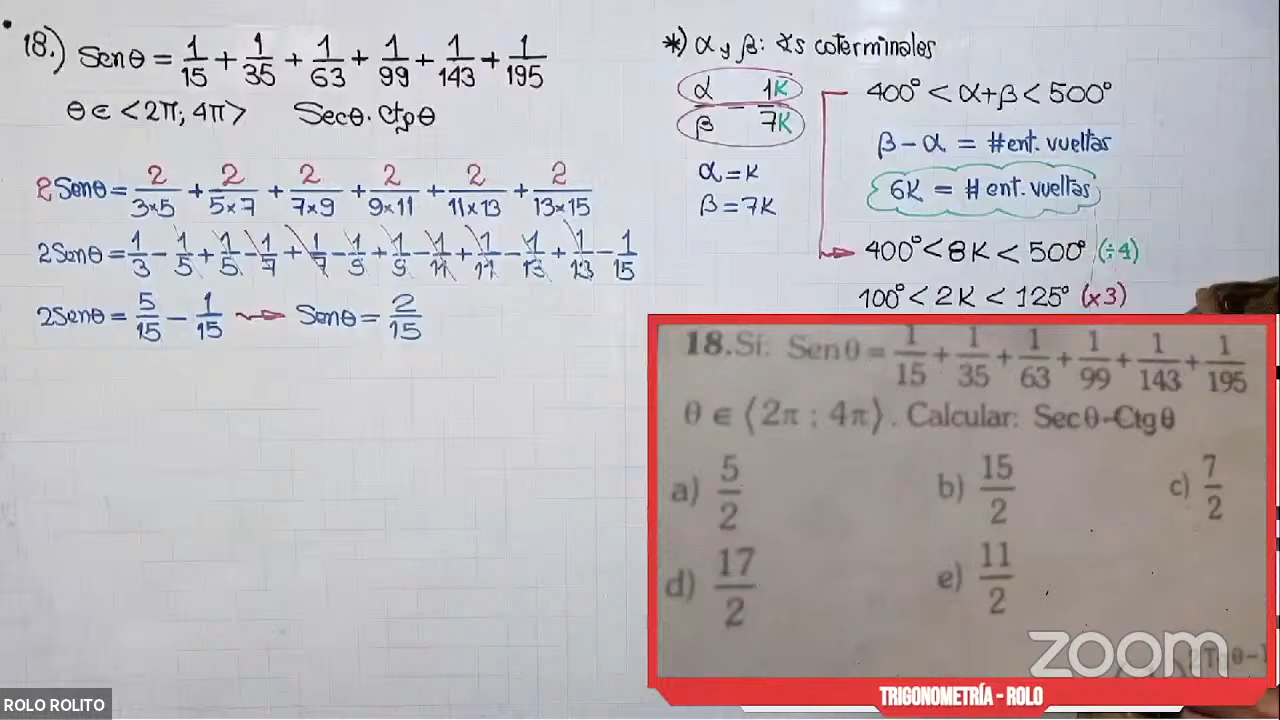 18.) Senθ = 1/15 + 1/35 + 1/63 + 1/99 + 1/143 + 1/195
θ ∈ <2π; 4π> Secθ.Ctgθ
2Senθ = 2/3×5 + 2/5×7 + 2/7×9 + 2/9×11 + 2/11×13 + 2/13×15
2Senθ = 1/3 - 1/5 + 1/5 - 1/7 + 1/7 - 1/9 + 1/9 - 1/11 + 1/11 - 1/13 + 1/13 - 1/15
2Senθ = 5/15 - 1/15 → Senθ = 2/15
*) α y β: ∢s coterminales
α 1K
β 7K
α = K
β = 7K
400° < α+β < 500°
β - α = #ent. vueltas
6K = # ent. vueltas
400° < 8K < 500° (÷4)
100° < 2K < 125° (x3)
18. Si: Sen θ = 1/15 + 1/35 + 1/63 + 1/99 + 1/143 + 1/195
θ ∈ ⟨2π ; 4π⟩. Calcular: Sec θ-Ctg θ
a) 5/2 b) 15/2 c) 7/2
d) 17/2 e) 11/2
zoom
TRIGONOMETRÍA - ROLO
ROLO ROLITO